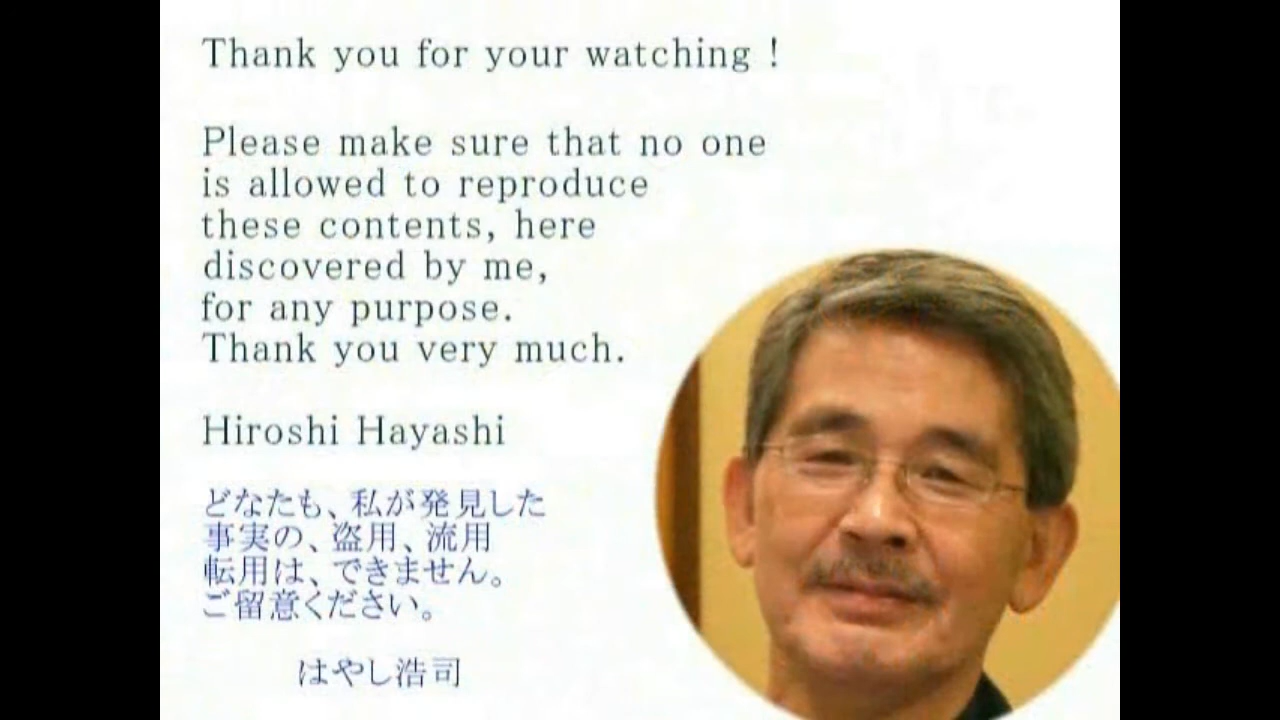 Thank you for your watching !
Please make sure that no one
is allowed to reproduce
these contents, here
discovered by me,
for any purpose.
Thank you very much.
Hiroshi Hayashi
どなたも、私が発見した
事実の、盗用、流用
転用は、できません。
ご留意ください。
はやし浩司